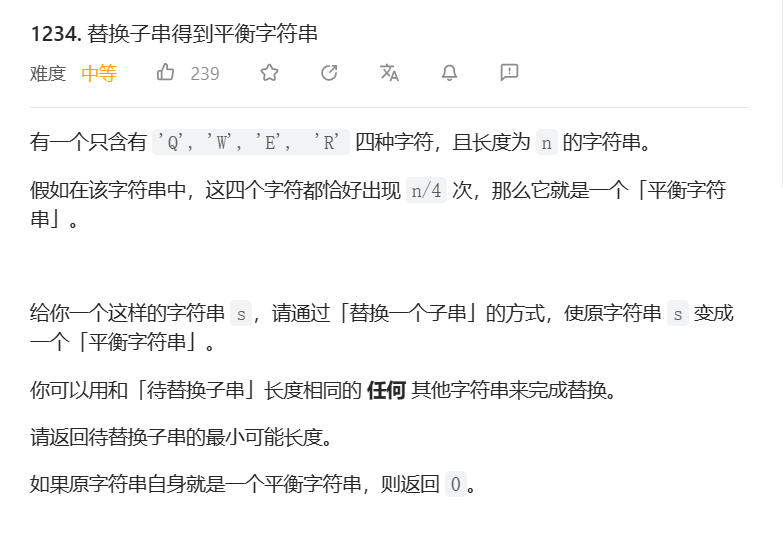 1234. 替换子串得到平衡字符串
难度 中等 239
有一个只含有 'Q', 'W', 'E', 'R' 四种字符，且长度为 n 的字符串。
假如在该字符串中，这四个字符都恰好出现 n/4 次，那么它就是一个「平衡字符
串」。
给你一个这样的字符串 s，请通过「替换一个子串」的方式，使原字符串 s 变成
一个「平衡字符串」。
你可以用和「待替换子串」长度相同的 任何 其他字符串来完成替换。
请返回待替换子串的最小可能长度。
如果原字符串自身就是一个平衡字符串，则返回 0。